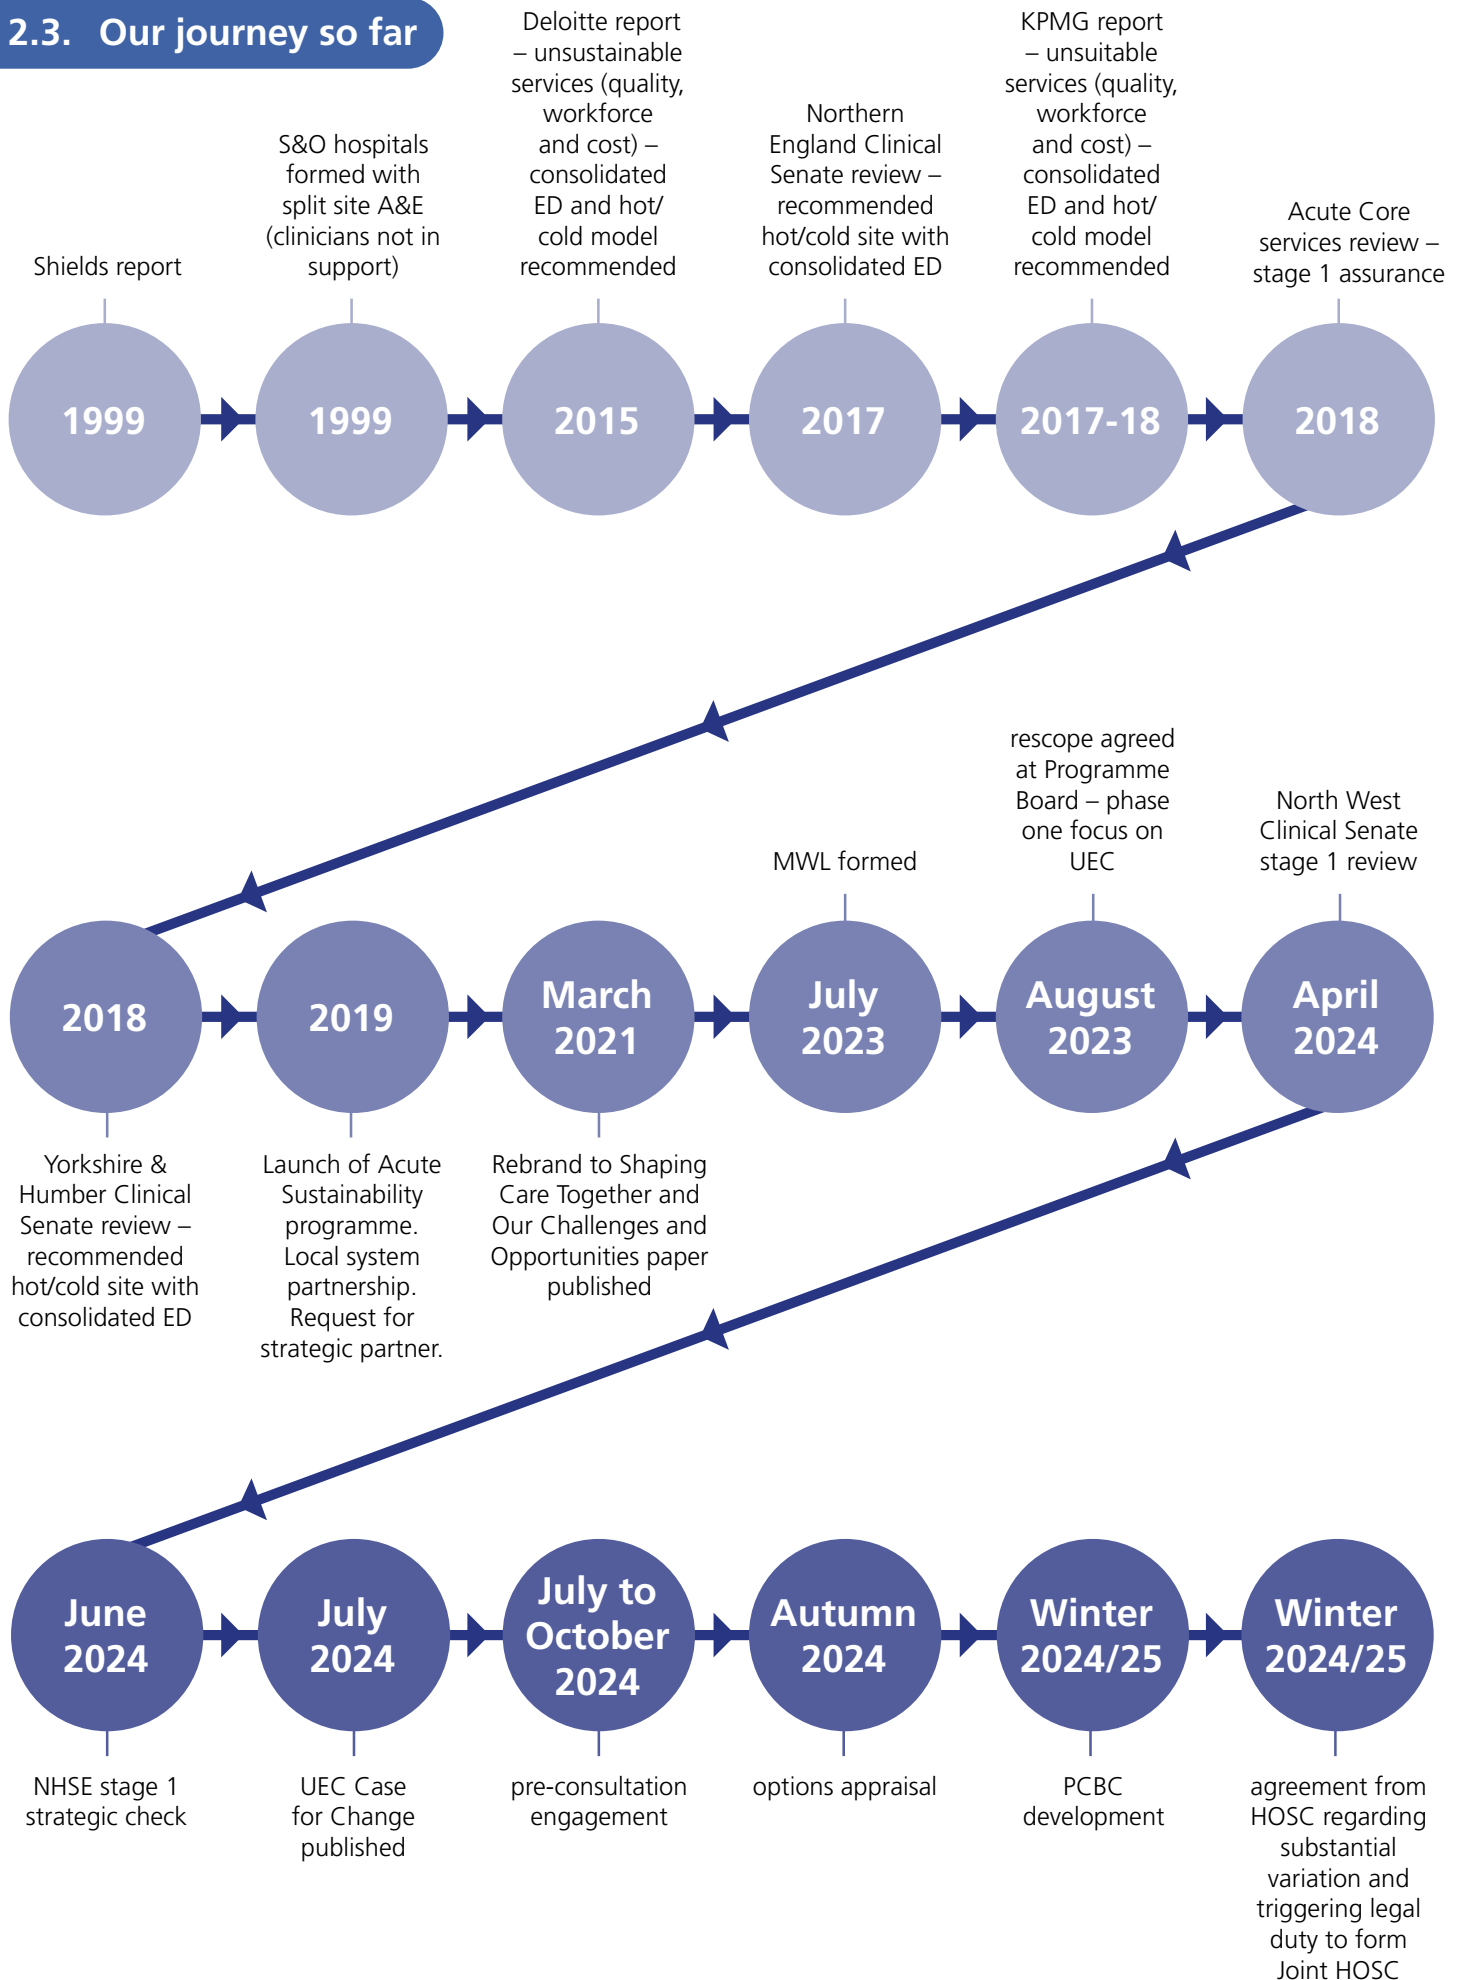 2.3. Our journey so far
Shields report
1999
S&O hospitals
formed with
split site A&E
(clinicians not in
support)
1999
Deloitte report
– unsustainable
services (quality,
workforce
and cost) –
consolidated
ED and hot/
cold model
recommended
2015
Northern
England Clinical
Senate review –
recommended
hot/cold site with
consolidated ED
2017
KPMG report
– unsuitable
services (quality,
workforce
and cost) –
consolidated
ED and hot/
cold model
recommended
2017-18
Acute Core
services review –
stage 1 assurance
2018
2018
Yorkshire &
Humber Clinical
Senate review –
recommended
hot/cold site with
consolidated ED
2019
Launch of Acute
Sustainability
programme.
Local system
partnership.
Request for
strategic partner.
March
2021
Rebrand to Shaping
Care Together and
Our Challenges and
Opportunities paper
published
MWL formed
July
2023
rescope agreed
at Programme
Board – phase
one focus on
UEC
August
2023
North West
Clinical Senate
stage 1 review
April
2024
June
2024
NHSE stage 1
strategic check
July
2024
UEC Case
for Change
published
July to
October
2024
pre-consultation
engagement
Autumn
2024
options appraisal
Winter
2024/25
PCBC
development
Winter
2024/25
agreement from
HOSC regarding
substantial
variation and
triggering legal
duty to form
Joint HOSC